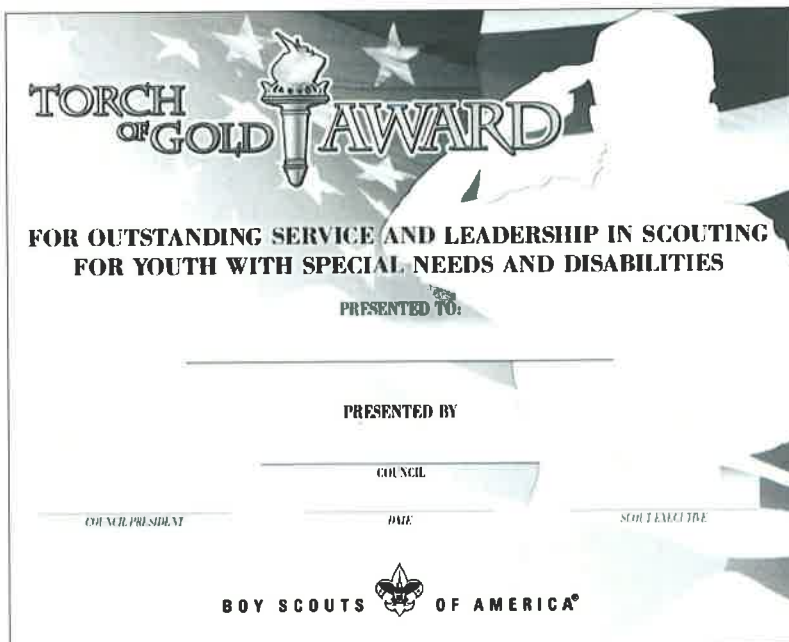 TORCH
OF GOLD AWARD
FOR OUTSTANDING SERVICE AND LEADERSHIP IN SCOUTING
FOR YOUTH WITH SPECIAL NEEDS AND DISABILITIES
PRESENTED TO:
PRESENTED BY
COUNCIL
COUNCIL PRESIDENT DATE SCOUT EXECUTIVE
BOY SCOUTS OF AMERICA®